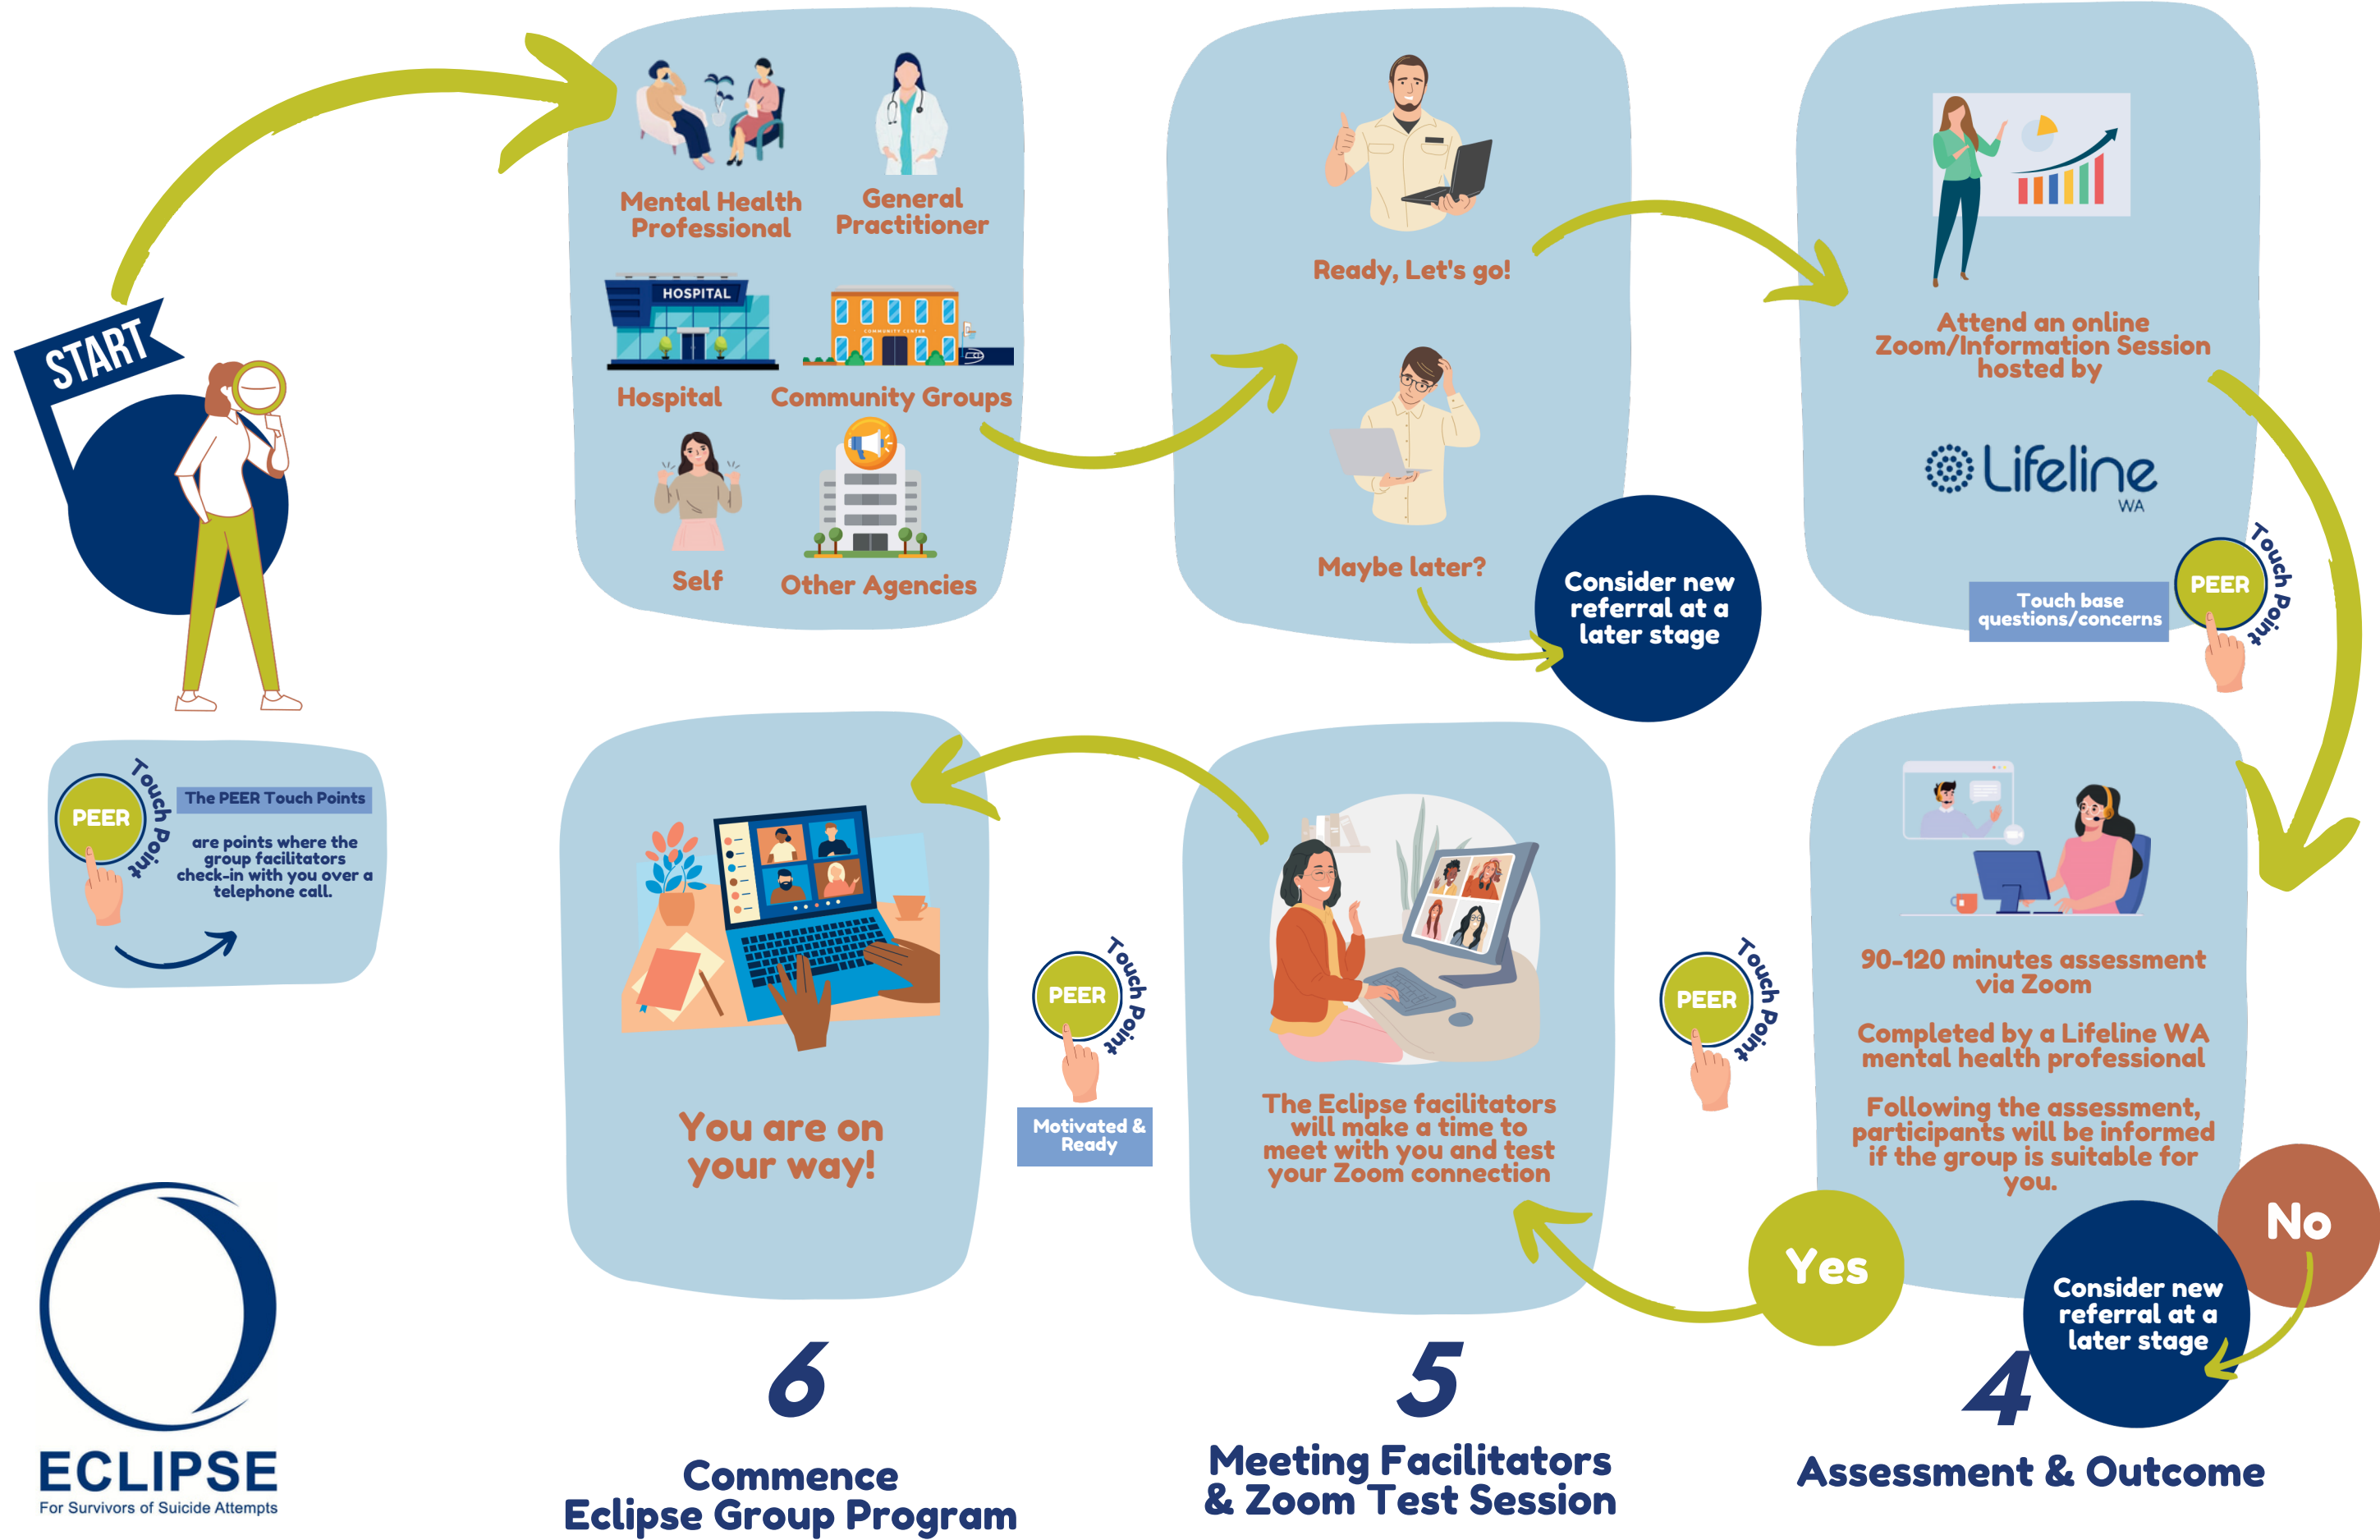 START
Mental Health
Professional
General
Practitioner
HOSPITAL
Hospital
COMMUNITY CENTER
Community Groups
Self
Other Agencies
Ready, Let's go!
Maybe later?
Consider new
referral at a
later stage
Attend an online
Zoom/Information Session
hosted by
Lifeline
WA
Touch base
questions/concerns
PEER
Touch Point
PEER
Touch Point
The PEER Touch Points
are points where the
group facilitators
check-in with you over a
telephone call.
90-120 minutes assessment
via Zoom
Completed by a Lifeline WA
mental health professional
Following the assessment,
participants will be informed
if the group is suitable for
you.
No
Consider new
referral at a
later stage
Yes
4
Assessment & Outcome
PEER
Touch Point
The Eclipse facilitators
will make a time to
meet with you and test
your Zoom connection
5
Meeting Facilitators
& Zoom Test Session
PEER
Touch Point
Motivated &
Ready
You are on
your way!
6
Commence
Eclipse Group Program
ECLIPSE
For Survivors of Suicide Attempts